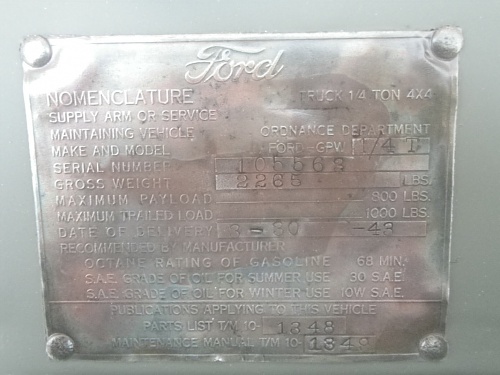 Ford
NOMENCLATURE TRUCK 1/4 TON 4X4
SUPPLY ARM OR SERVICE
MAINTAINING VEHICLE ORDNANCE DEPARTMENT
MAKE AND MODEL FORD-GPW 1/4 T
SERIAL NUMBER 105569
GROSS WEIGHT 2265 LBS.
MAXIMUM PAYLOAD 800 LBS.
MAXIMUM TRAILED LOAD 1000 LBS.
DATE OF DELIVERY 3-30 -43
RECOMMENDED BY MANUFACTURER
OCTANE RATING OF GASOLINE 68 MIN.
S.A.E. GRADE OF OIL FOR SUMMER USE 30 S.A.E.
S.A.E. GRADE OF OIL FOR WINTER USE 10W S.A.E.
PUBLICATIONS APPLYING TO THIS VEHICLE
PARTS LIST T/M 10- 1348
MAINTENANCE MANUAL T/M 10- 1349